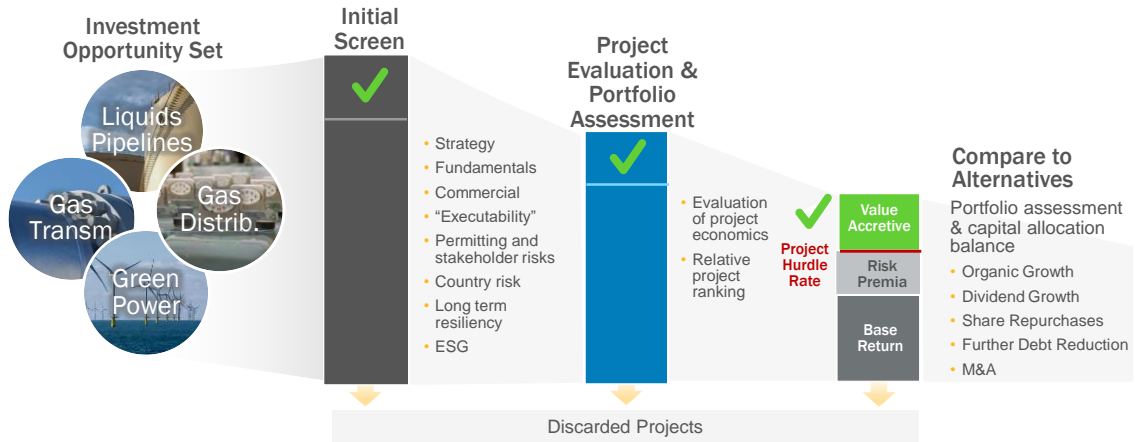 Investment
Opportunity Set
Liquids
Pipelines
Gas
Transm.
Gas
Distrib.
Green
Power
Initial
Screen
• Strategy
• Fundamentals
• Commercial
• “Executability”
• Permitting and
stakeholder risks
• Country risk
• Long term
resiliency
• ESG
Project
Evaluation &
Portfolio
Assessment
• Evaluation
of project
economics
• Relative
project
ranking
Project
Hurdle
Rate
Value
Accretive
Risk
Premia
Base
Return
Compare to
Alternatives
Portfolio assessment
& capital allocation
balance
• Organic Growth
• Dividend Growth
• Share Repurchases
• Further Debt Reduction
• M&A
Discarded Projects